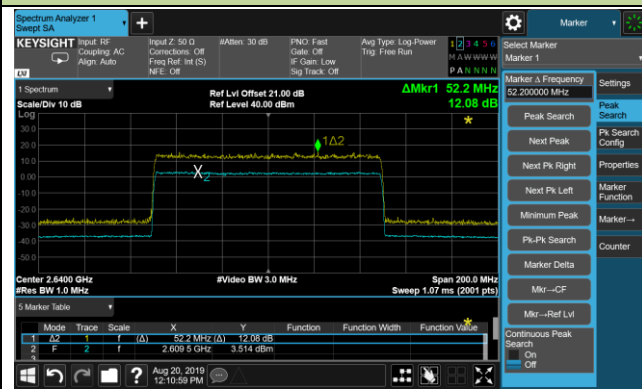 Spectrum Analyzer 1
Swept SA
+
Marker
KEYSIGHT
Input: RF
Coupling: AC
Align: Auto
Input Z: 50 Ω
Corrections: Off
Freq Ref: Int (S)
NFE: Off
#Atten: 30 dB
PNO: Fast
Gate: Off
IF Gain: Low
Sig Track: Off
Avg Type: Log-Power
Trig: Free Run
1 2 3 4 5 6
M A W W W W
P A N N N N
LXI
Select Marker
Marker 1
Marker Δ Frequency
52.200000 MHz
Peak Search
Next Peak
Next Pk Right
Next Pk Left
Minimum Peak
Pk-Pk Search
Marker Delta
Mkr→CF
Mkr→Ref Lvl
Continuous Peak
Search
On
Off
Settings
Peak
Search
Pk Search
Config
Properties
Marker
Function
Marker→
Counter
1 Spectrum
Scale/Div 10 dB
Log
Ref Lvl Offset 21.00 dB
Ref Level 40.00 dBm
ΔMkr1 52.2 MHz
12.08 dB
30.0
20.0
10.0
0.00
-10.0
-20.0
-30.0
-40.0
-50.0
1Δ2
X2
Center 2.6400 GHz
#Res BW 1.0 MHz
#Video BW 3.0 MHz
Span 200.0 MHz
Sweep 1.07 ms (2001 pts)
5 Marker Table
Mode Trace Scale X Y Function Function Width Function Value
1 Δ2 1 f (Δ) 52.2 MHz (Δ) 12.08 dB
2 F 2 f 2.609 5 GHz 3.514 dBm
3
?
Aug 20, 2019
12:10:59 PM